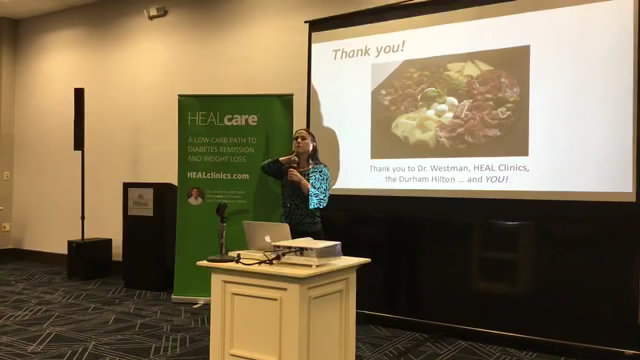 Thank you!
Thank you to Dr. Westman, HEAL Clinics,
the Durham Hilton ... and YOU!
HEALcare
A LOW-CARB PATH TO
DIABETES REMISSION
AND WEIGHT LOSS
HEALclinics.com
Hilton